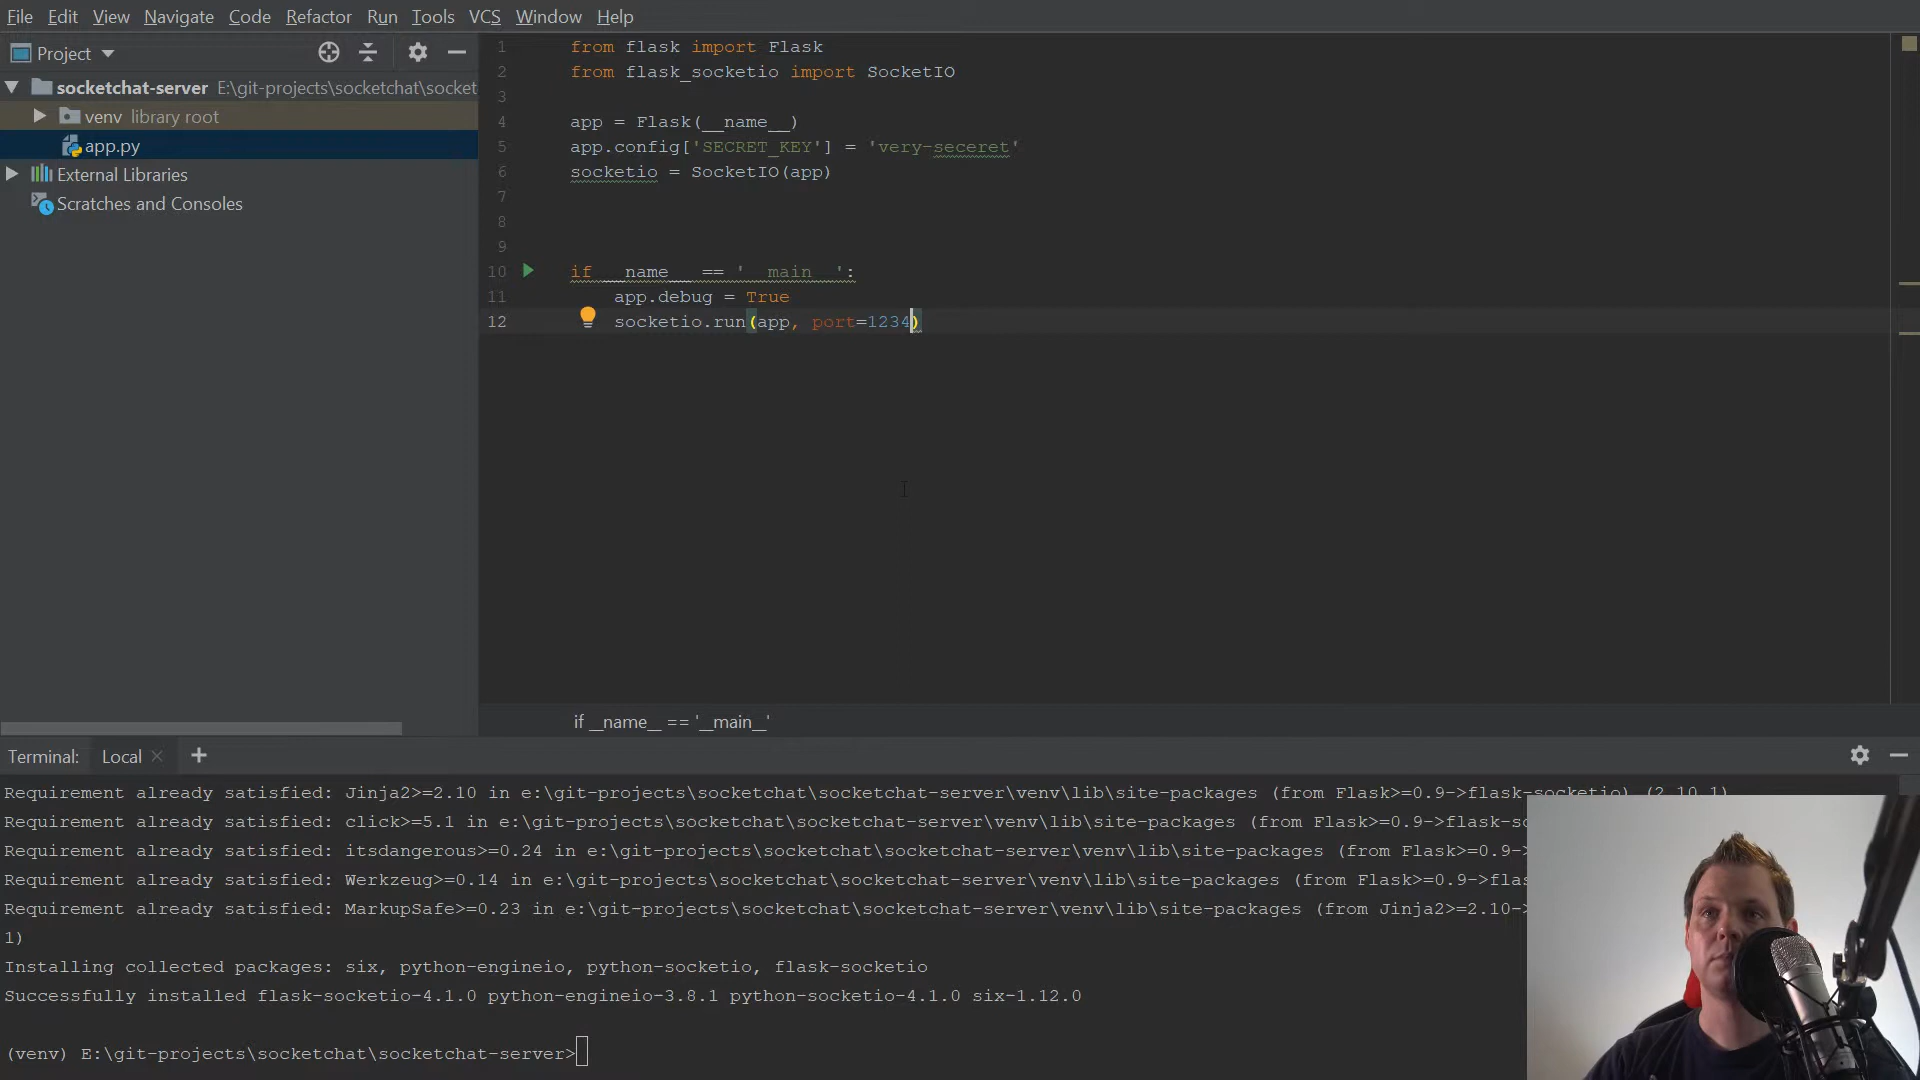 File Edit View Navigate Code Refactor Run Tools VCS Window Help
Project
socketchat-server E:\git-projects\socketchat\socket
venv library root
app.py
External Libraries
Scratches and Consoles
1 from flask import Flask
2 from flask_socketio import SocketIO
3
4 app = Flask(__name__)
5 app.config['SECRET_KEY'] = 'very-seceret'
6 socketio = SocketIO(app)
7
8
9
10 if __name__ == '__main__':
11 app.debug = True
12 socketio.run(app, port=1234)
if __name__ == '__main__'
Terminal: Local × +
Requirement already satisfied: Jinja2>=2.10 in e:\git-projects\socketchat\socketchat-server\venv\lib\site-packages (from Flask>=0.9->flask-socketio) (2.10.1)
Requirement already satisfied: click>=5.1 in e:\git-projects\socketchat\socketchat-server\venv\lib\site-packages (from Flask>=0.9->flask-so
Requirement already satisfied: itsdangerous>=0.24 in e:\git-projects\socketchat\socketchat-server\venv\lib\site-packages (from Flask>=0.9->
Requirement already satisfied: Werkzeug>=0.14 in e:\git-projects\socketchat\socketchat-server\venv\lib\site-packages (from Flask>=0.9->flas
Requirement already satisfied: MarkupSafe>=0.23 in e:\git-projects\socketchat\socketchat-server\venv\lib\site-packages (from Jinja2>=2.10->
1)
Installing collected packages: six, python-engineio, python-socketio, flask-socketio
Successfully installed flask-socketio-4.1.0 python-engineio-3.8.1 python-socketio-4.1.0 six-1.12.0
(venv) E:\git-projects\socketchat\socketchat-server>